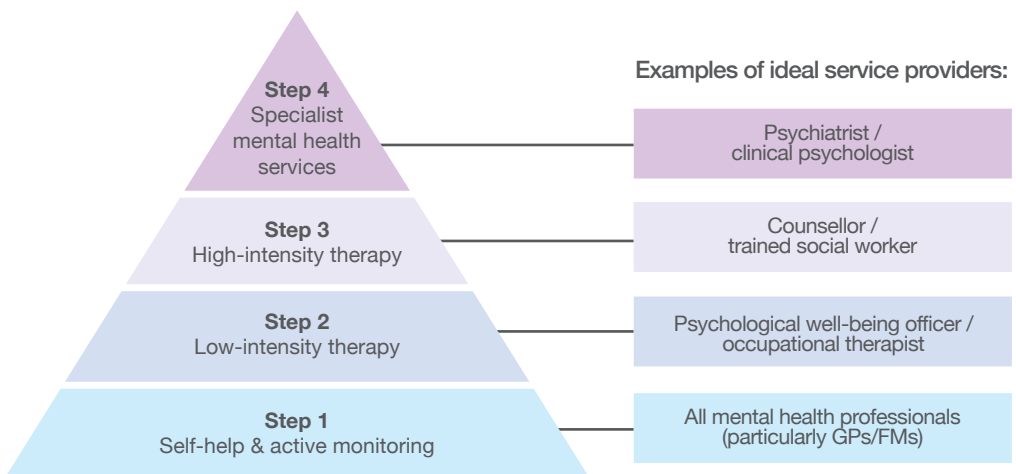 Examples of ideal service providers:
Step 4
Specialist
mental health
services
Psychiatrist /
clinical psychologist
Step 3
High-intensity therapy
Counsellor /
trained social worker
Step 2
Low-intensity therapy
Psychological well-being officer /
occupational therapist
Step 1
Self-help & active monitoring
All mental health professionals
(particularly GPs/FMs)